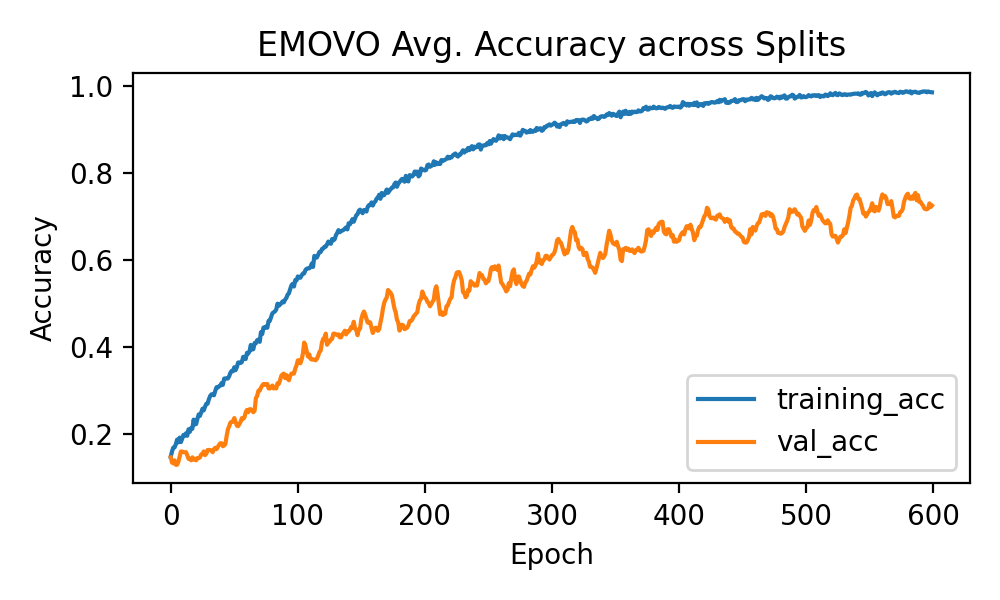 EMOVO Avg. Accuracy across Splits
1.0
0.8
0.6
0.4
0.2
Accuracy
training_acc
val_acc
0 100 200 300 400 500 600
Epoch